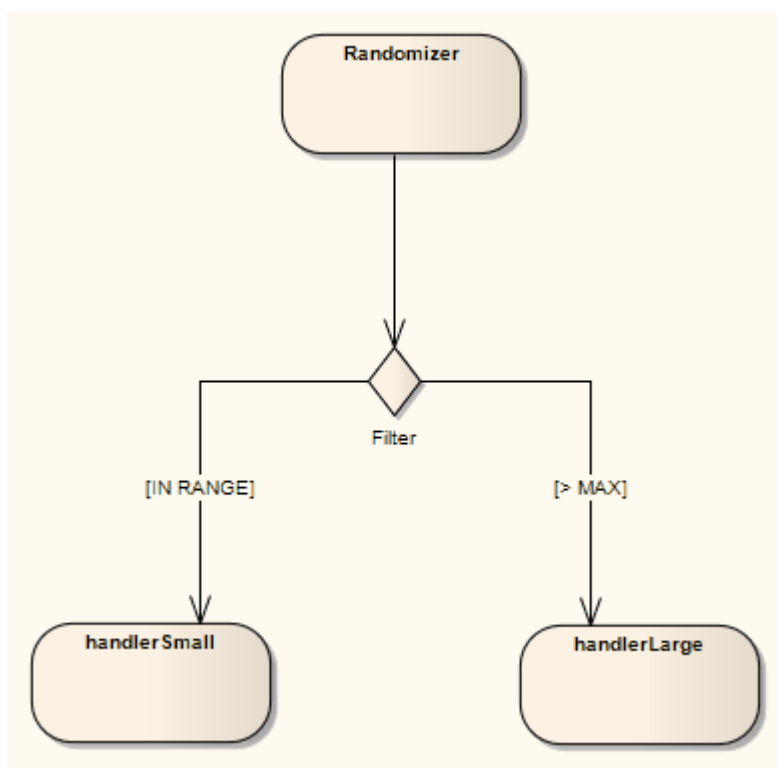 Randomizer
Filter
[IN RANGE]
[> MAX]
handlerSmall
handlerLarge